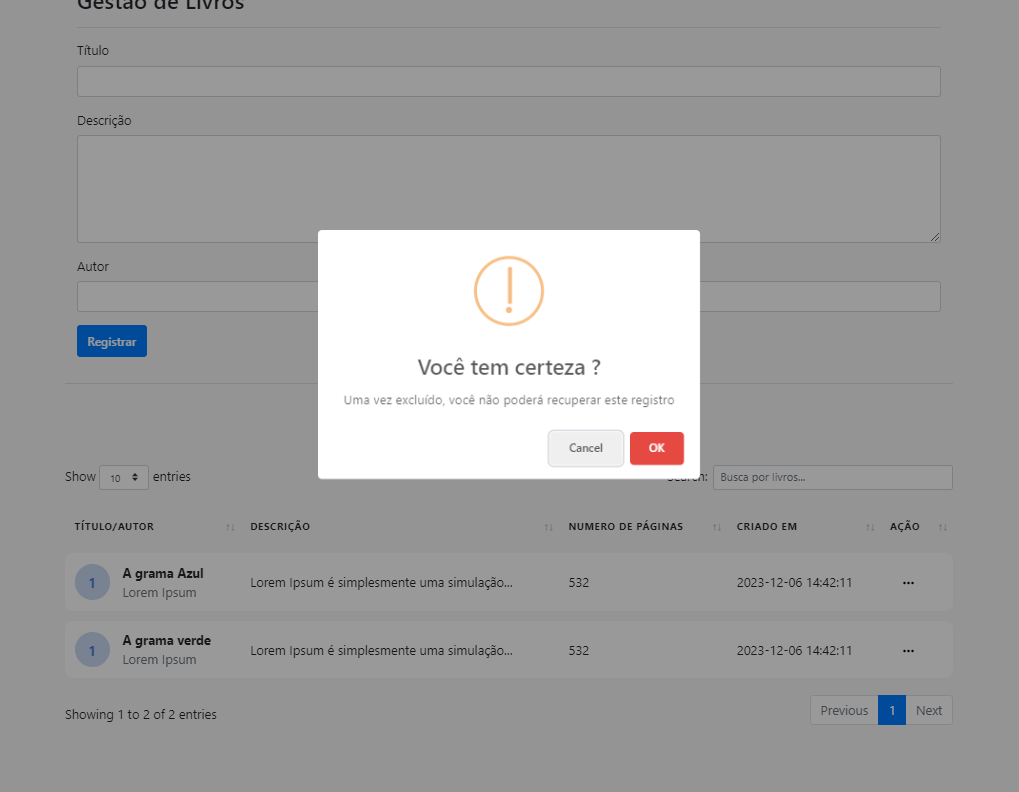 Gestão de Livros
Título
Descrição
Autor
Registrar
!
Você tem certeza ?
Uma vez excluído, você não poderá recuperar este registro
Cancel OK
Show 10 entries Search: Busca por livros...
TÍTULO/AUTOR DESCRIÇÃO NUMERO DE PÁGINAS CRIADO EM AÇÃO
1 A grama Azul Lorem Ipsum é simplesmente uma simulação... 532 2023-12-06 14:42:11 ...
Lorem Ipsum
1 A grama verde Lorem Ipsum é simplesmente uma simulação... 532 2023-12-06 14:42:11 ...
Lorem Ipsum
Showing 1 to 2 of 2 entries Previous 1 Next